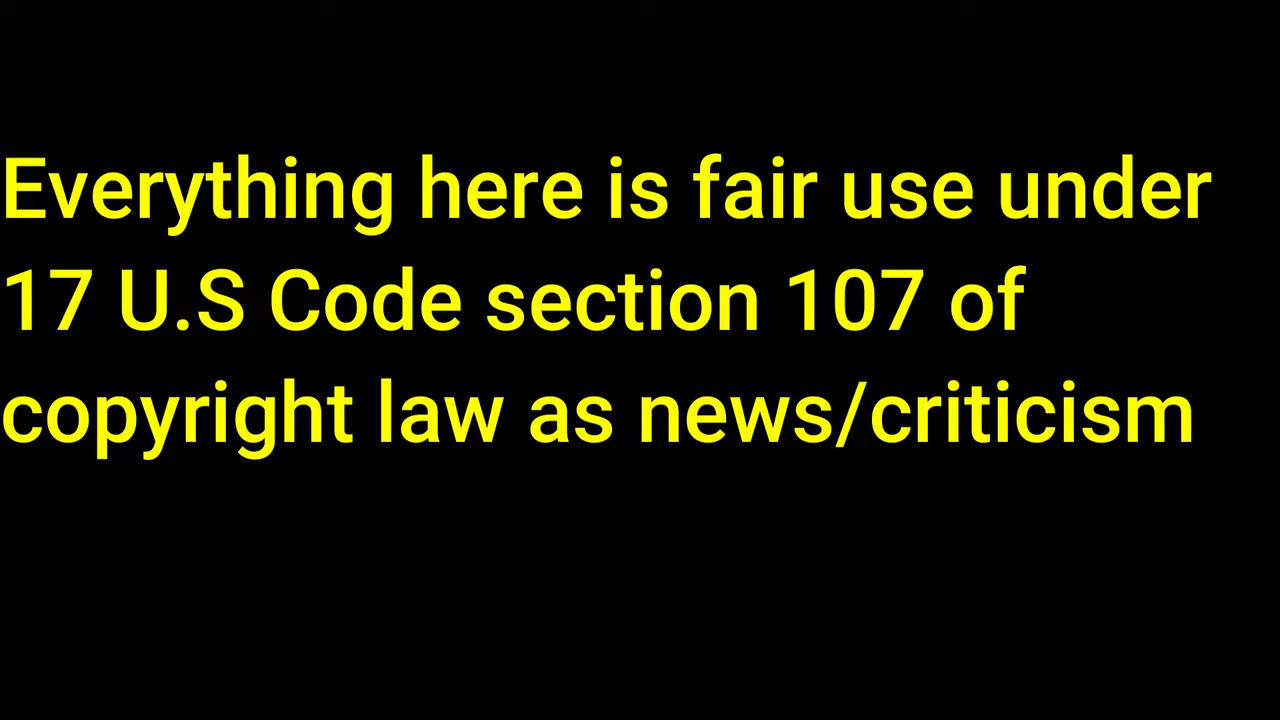 Everything here is fair use under
17 U.S Code section 107 of
copyright law as news/criticism